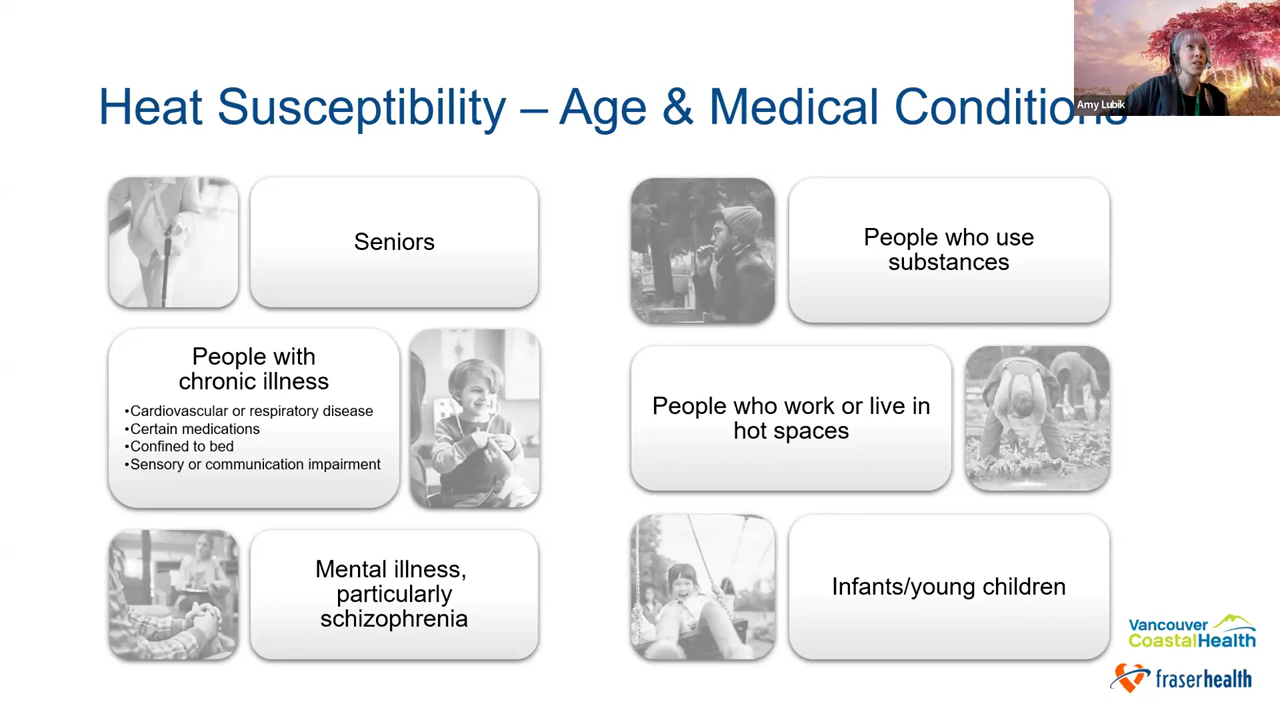 Heat Susceptibility – Age & Medical Conditions
Amy Lubik
Seniors
People with
chronic illness
•Cardiovascular or respiratory disease
•Certain medications
•Confined to bed
•Sensory or communication impairment
Mental illness,
particularly
schizophrenia
People who use
substances
People who work or live in
hot spaces
Infants/young children
Vancouver
CoastalHealth
fraserhealth